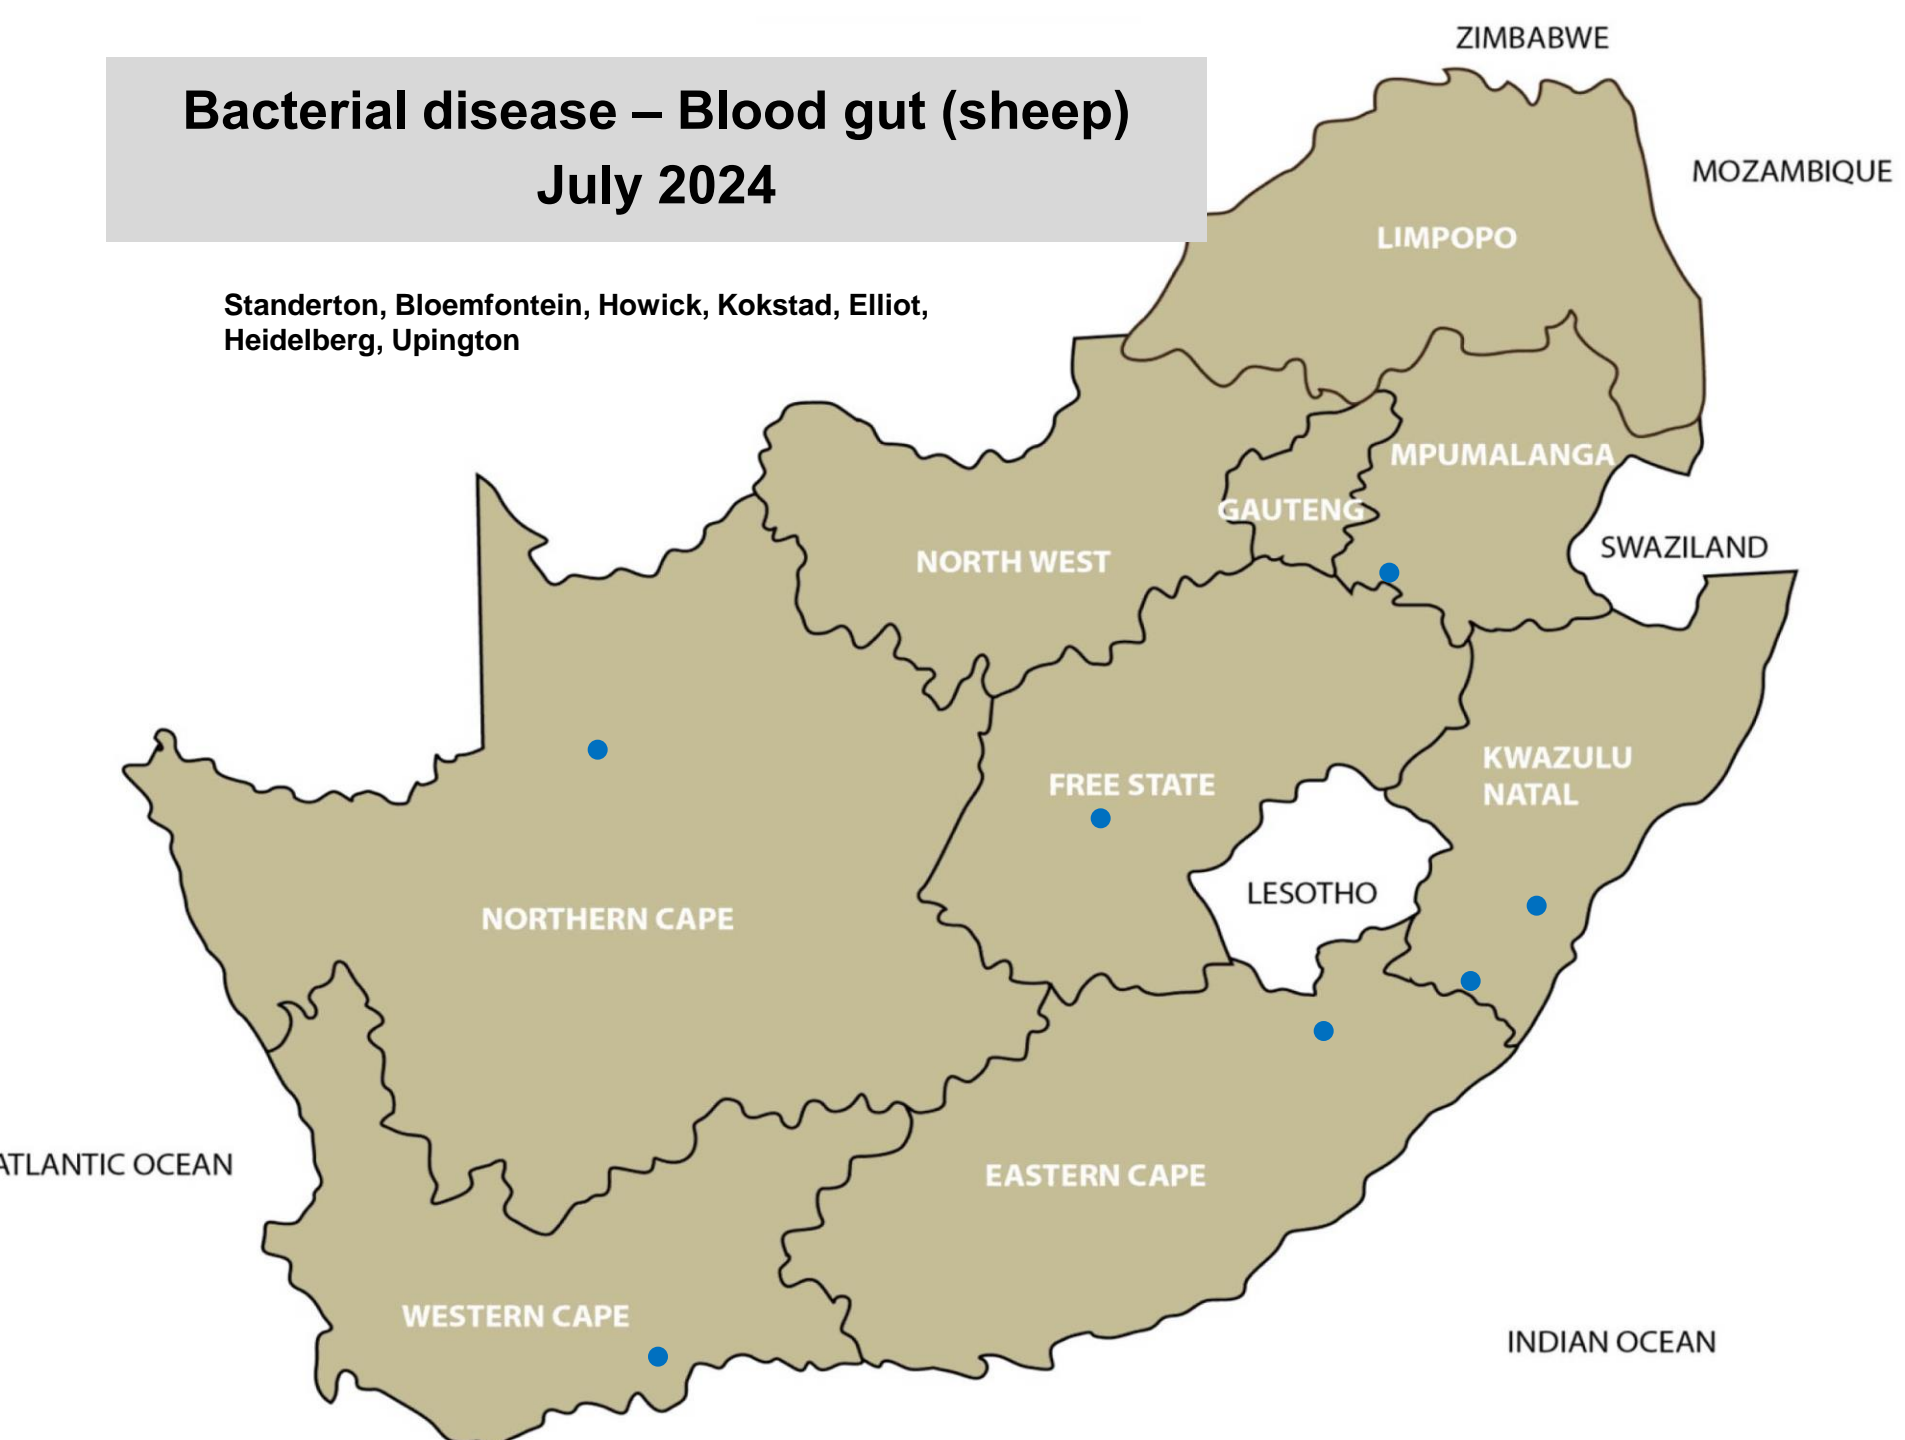 ZIMBABWE
Bacterial disease – Blood gut (sheep)
July 2024
MOZAMBIQUE
LIMPOPO
Standerton, Bloemfontein, Howick, Kokstad, Elliot,
Heidelberg, Upington
MPUMALANGA
GAUTENG
SWAZILAND
NORTH WEST
KWAZULU
NATAL
FREE STATE
LESOTHO
NORTHERN CAPE
ATLANTIC OCEAN
EASTERN CAPE
WESTERN CAPE
INDIAN OCEAN